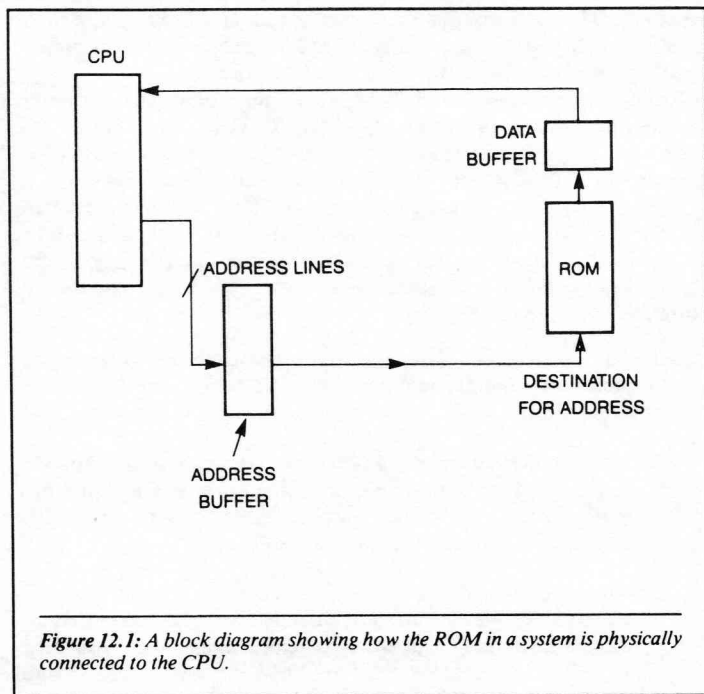 CPU
DATA
BUFFER
ADDRESS LINES
ROM
DESTINATION
FOR ADDRESS
ADDRESS
BUFFER
Figure 12.1: A block diagram showing how the ROM in a system is physically
connected to the CPU.